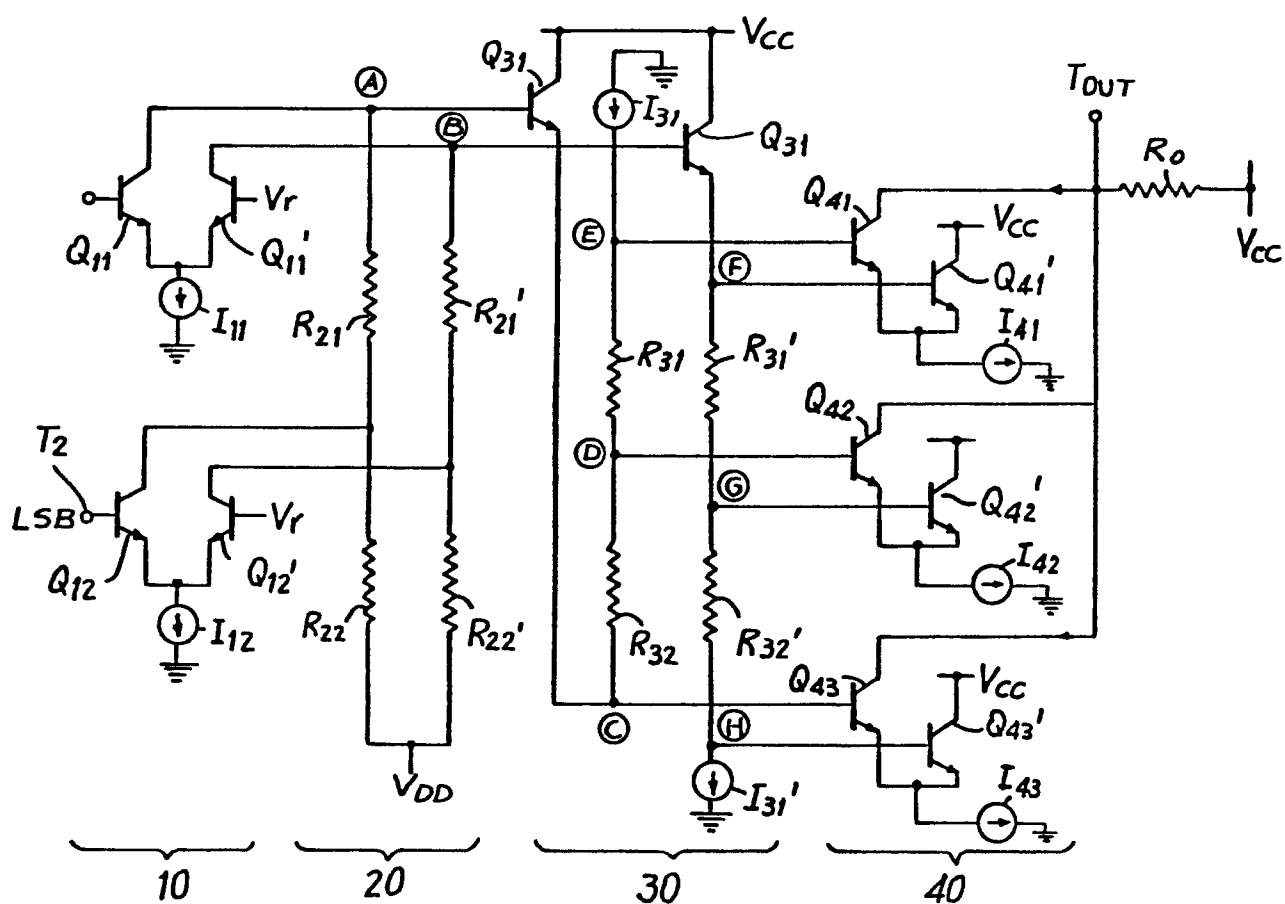 VCC
Q31
A
TOUT
I31
B
Q31
RO
Q41
Vr
VCC
E
VCC
Q11
Q11'
F
Q41'
I11
R21
R21'
I41
R31
R31'
Q42
T2
D
G
LSB
Vr
Q42'
Q12
Q12'
I42
I12
R22
R22'
R32
R32'
Q43
VCC
C
H
Q43'
VDD
I31'
I43
10
20
30
40